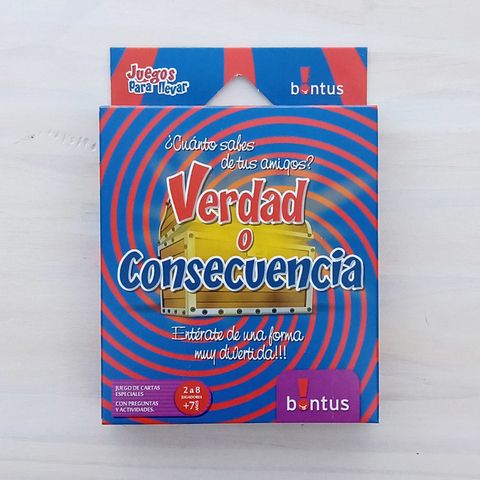 Juegos
para llevar
bontus
¿Cuánto sabes
de tus amigos?
Verdad
o
Consecuencia
Entérate de una forma
muy divertida!!!
JUEGO DE CARTAS
ESPECIALES
CON PREGUNTAS
Y ACTIVIDADES.
2 a 8
JUGADORES
+7
bontus